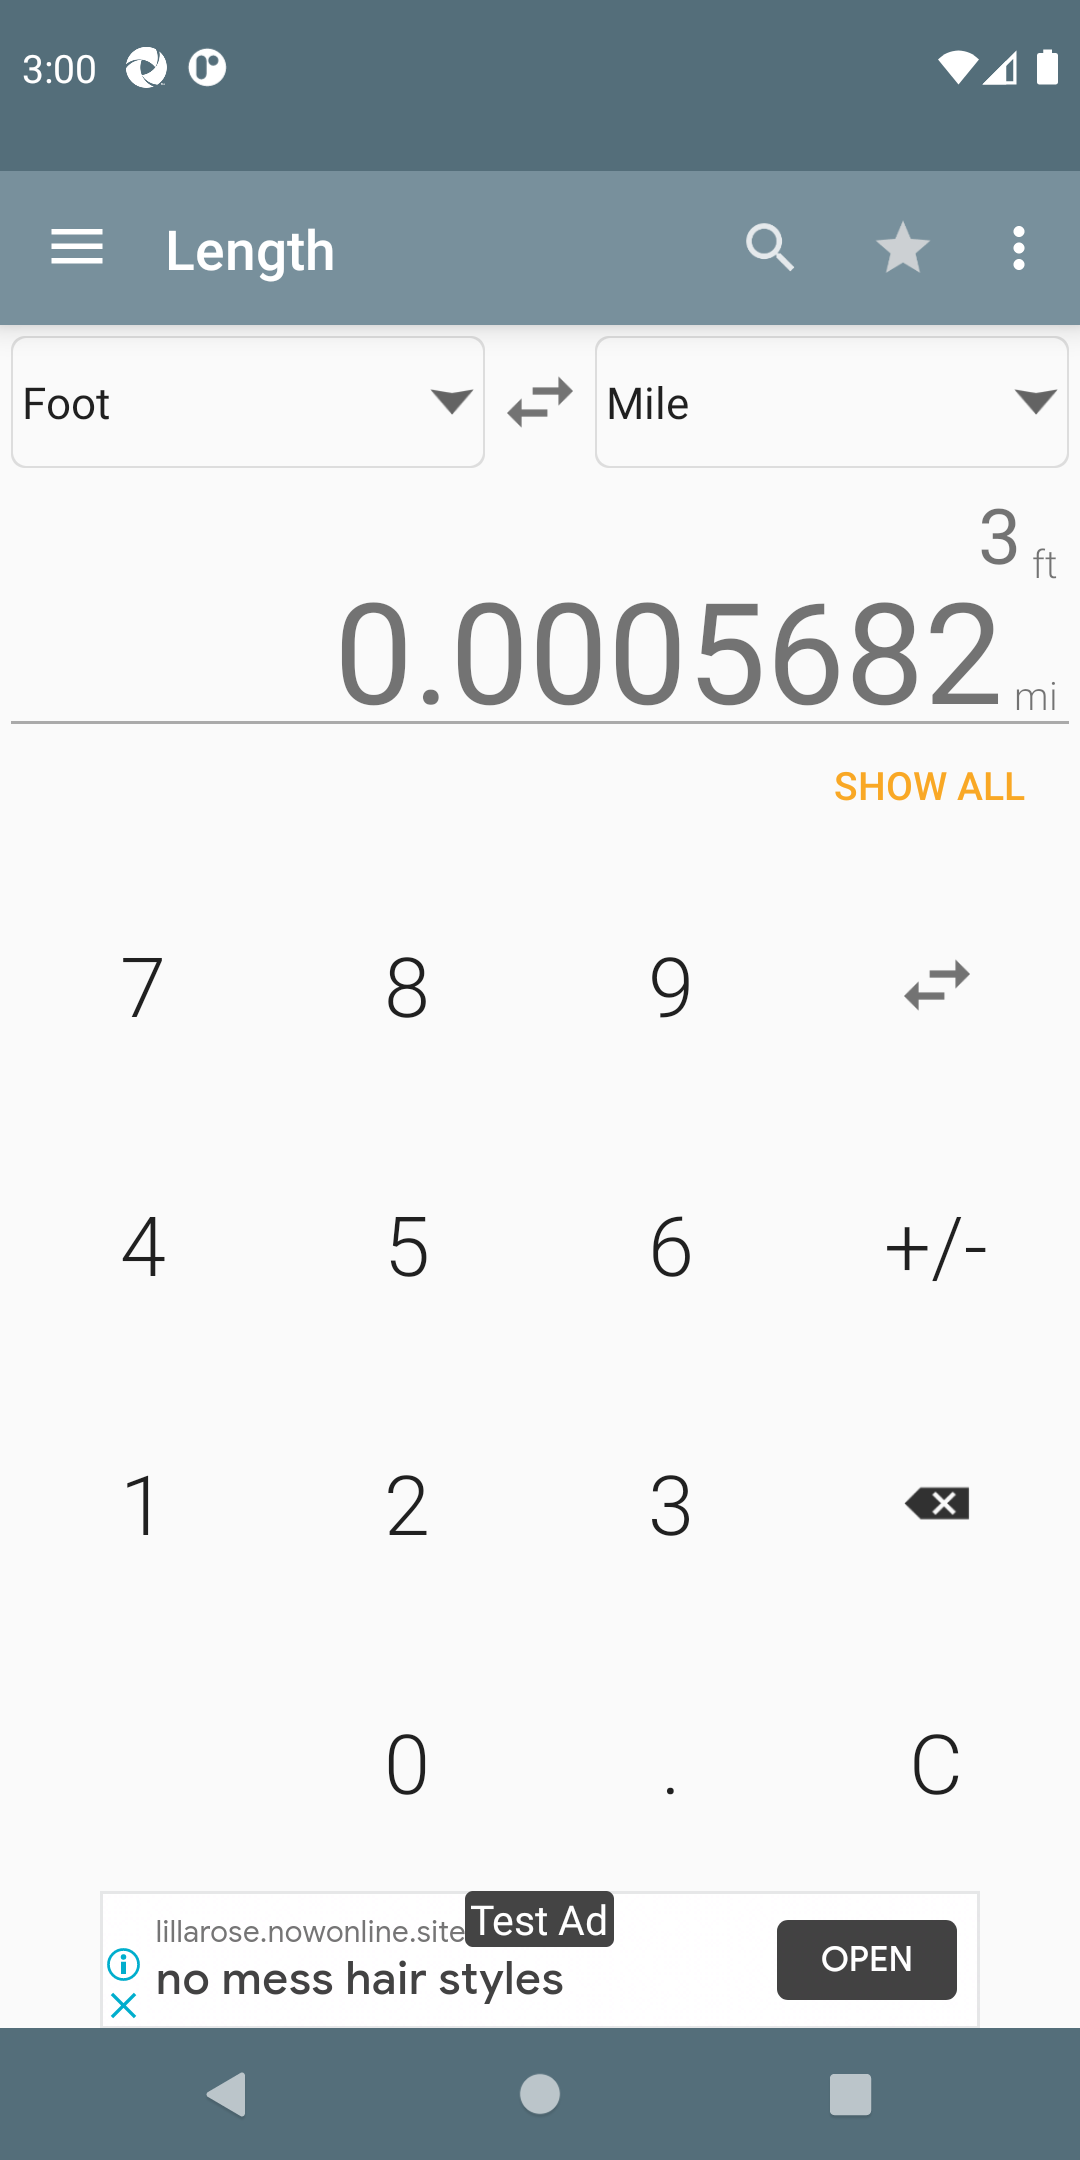 3:00
Length
Foot
Mile
3 ft
0.0005682 mi
SHOW ALL
7 8 9
4 5 6 +/-
1 2 3
0 . C
Test Ad
lillarose.nowonline.site
no mess hair styles
OPEN